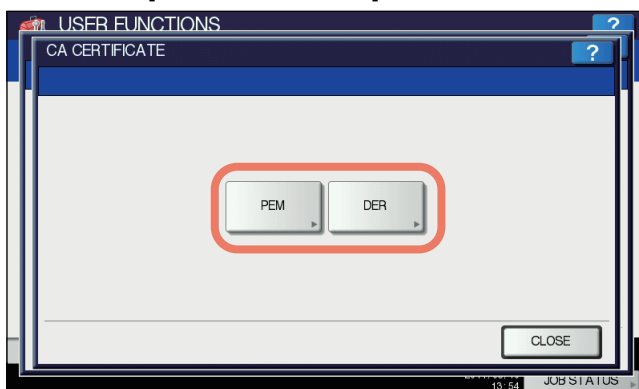 USER FUNCTIONS
?
CA CERTIFICATE
?
PEM
DER
CLOSE
13:54
JOB STATUS